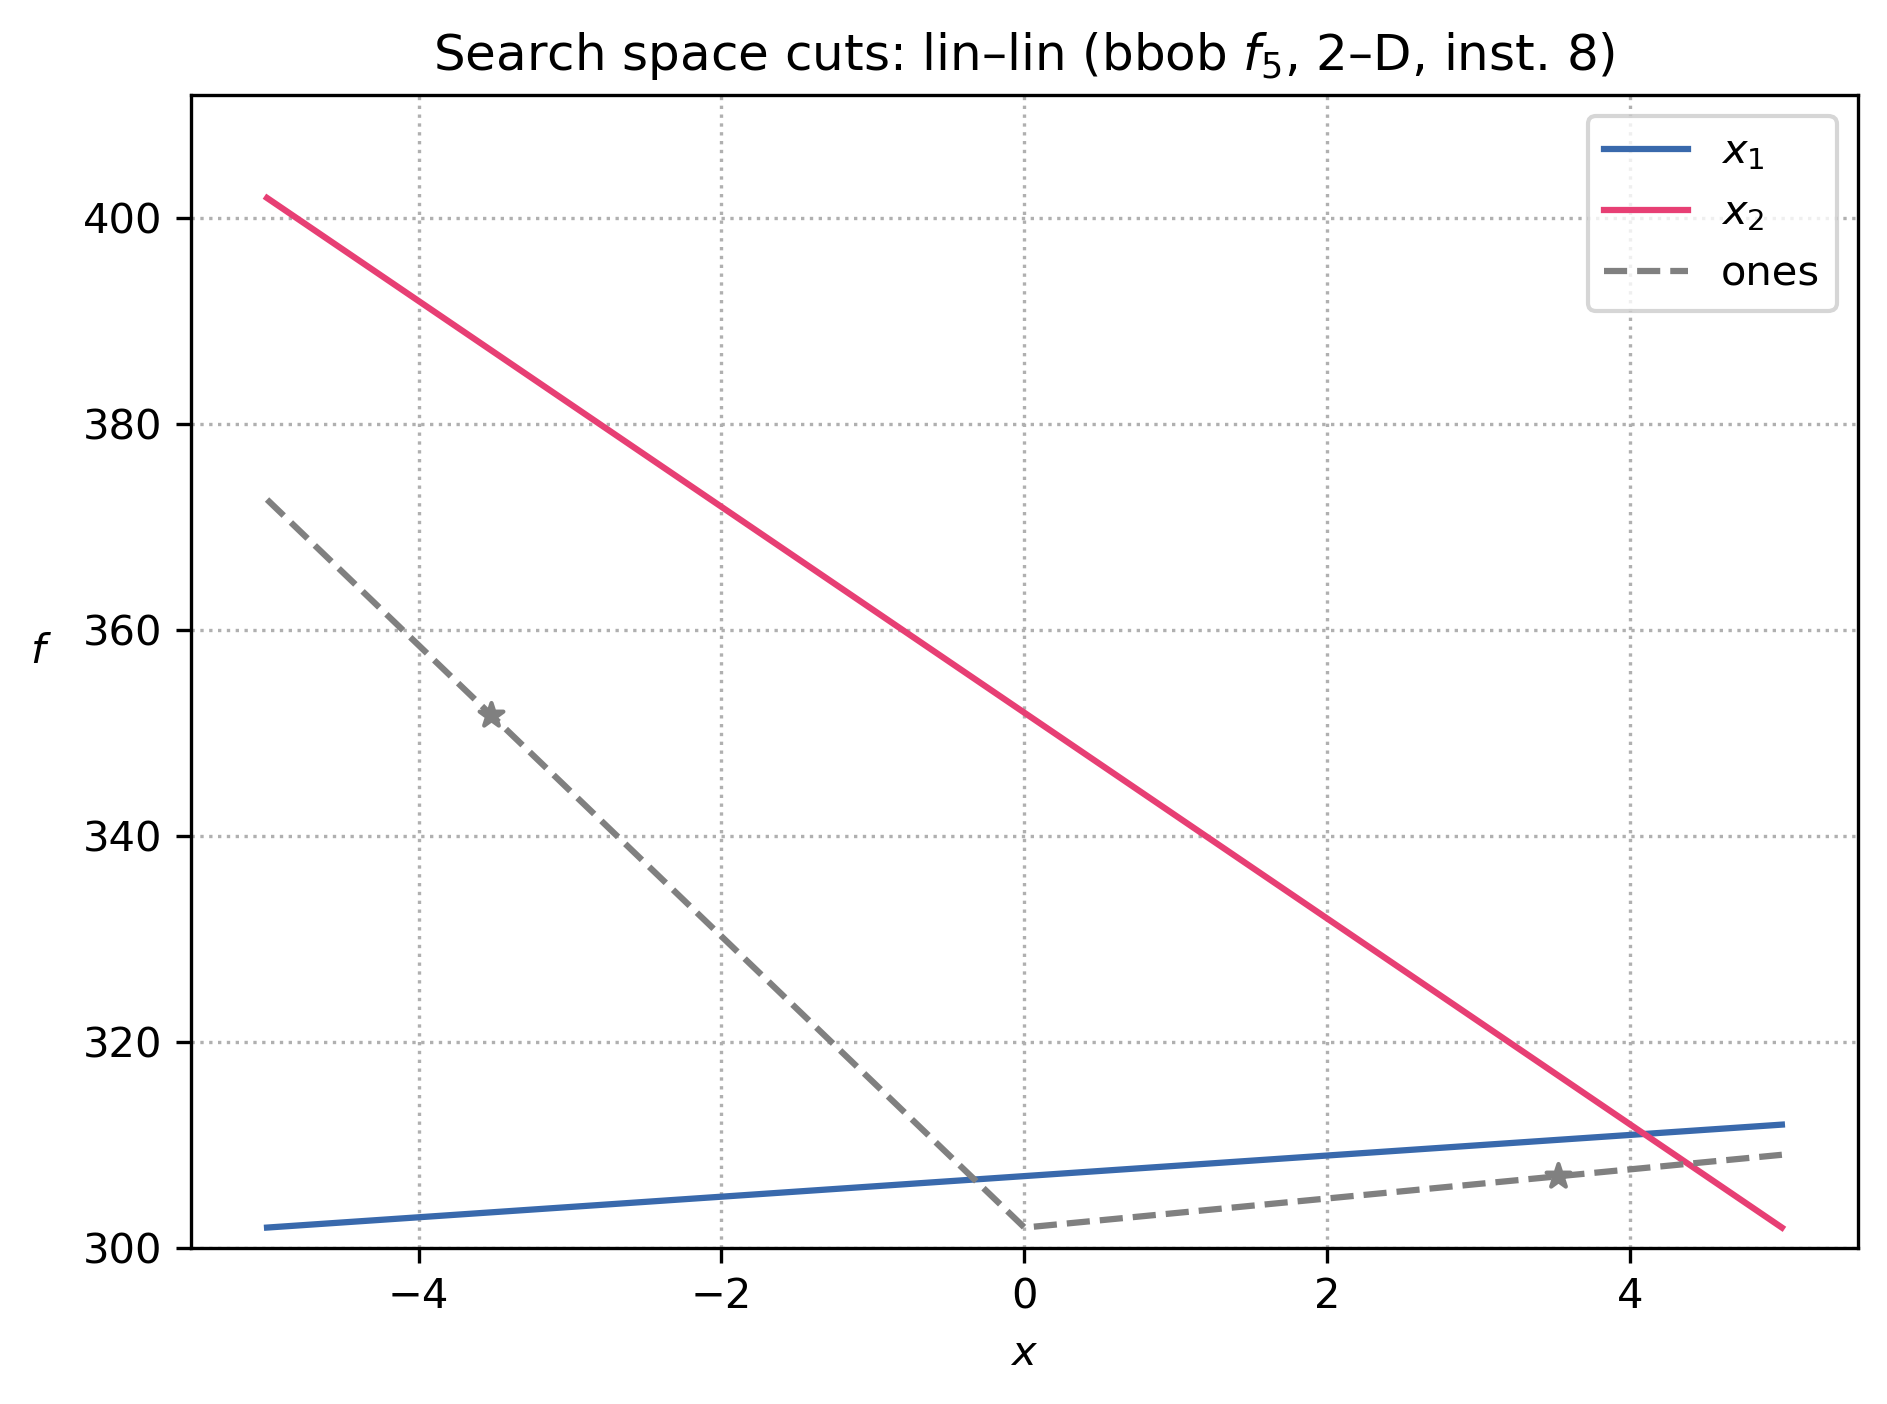 Search space cuts: lin–lin (bbob f₅, 2–D, inst. 8)
x₁
x₂
ones
400
380
360
340
320
300
f
−4
−2
0
2
4
x